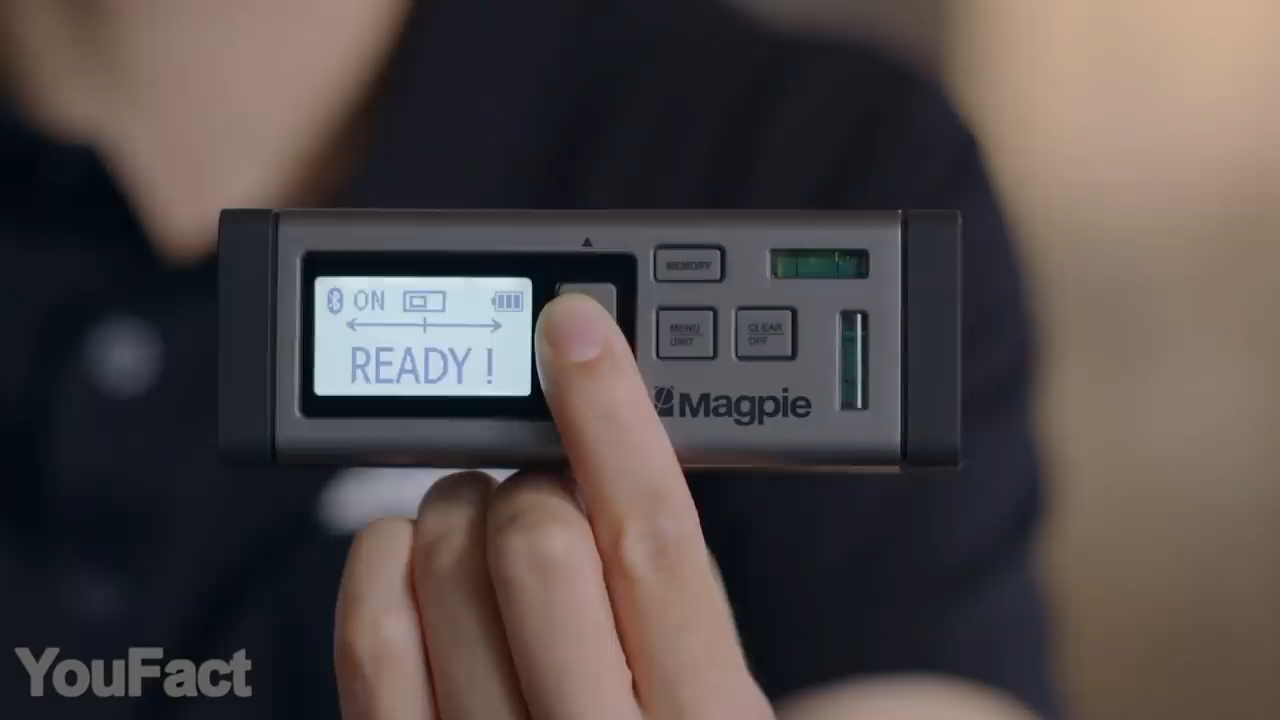 ON
READY !
MEMORY
MENU
UNIT
CLEAR
OFF
Magpie
YouFact